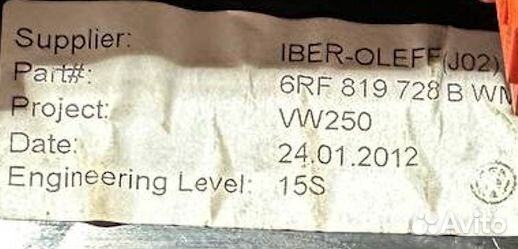 Supplier: IBER-OLEFF(J02)
Part#: 6RF 819 728 B WN
Project: VW250
Date: 24.01.2012
Engineering Level: 15S
Avito